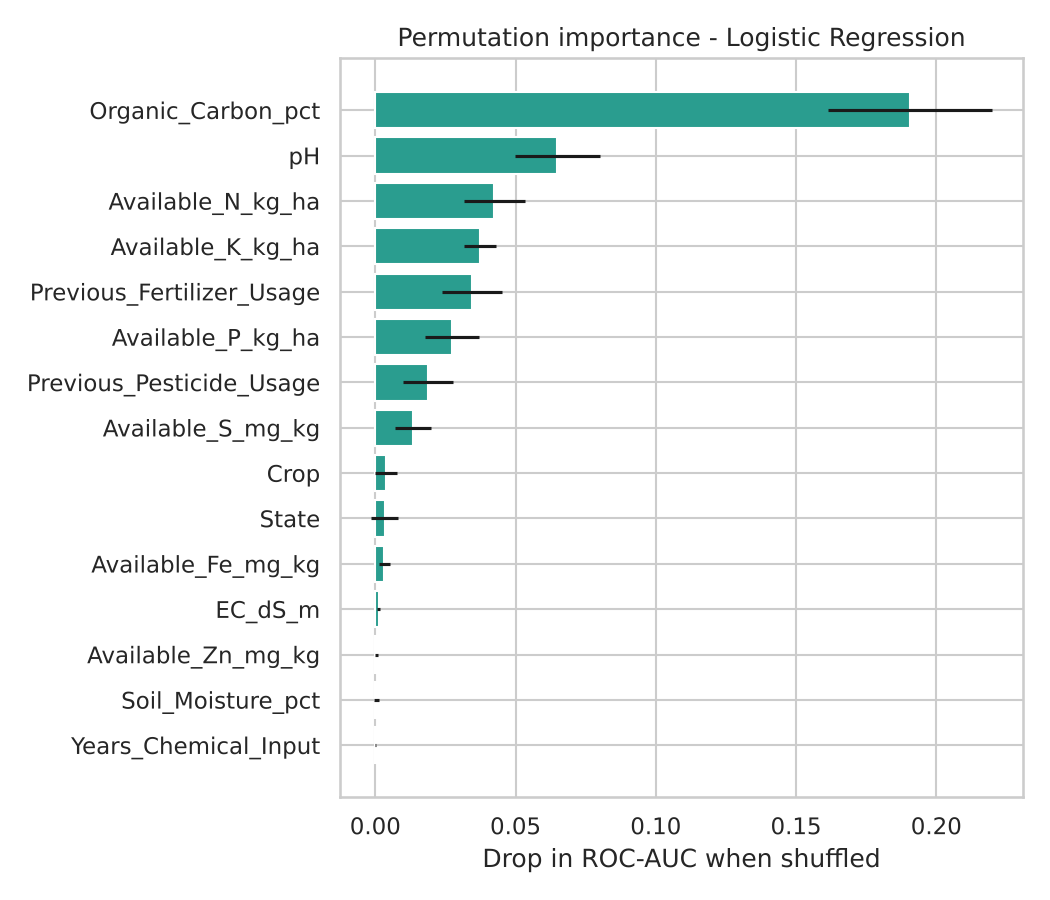 Permutation importance - Logistic Regression
Organic_Carbon_pct
pH
Available_N_kg_ha
Available_K_kg_ha
Previous_Fertilizer_Usage
Available_P_kg_ha
Previous_Pesticide_Usage
Available_S_mg_kg
Crop
State
Available_Fe_mg_kg
EC_dS_m
Available_Zn_mg_kg
Soil_Moisture_pct
Years_Chemical_Input
0.00 0.05 0.10 0.15 0.20
Drop in ROC-AUC when shuffled